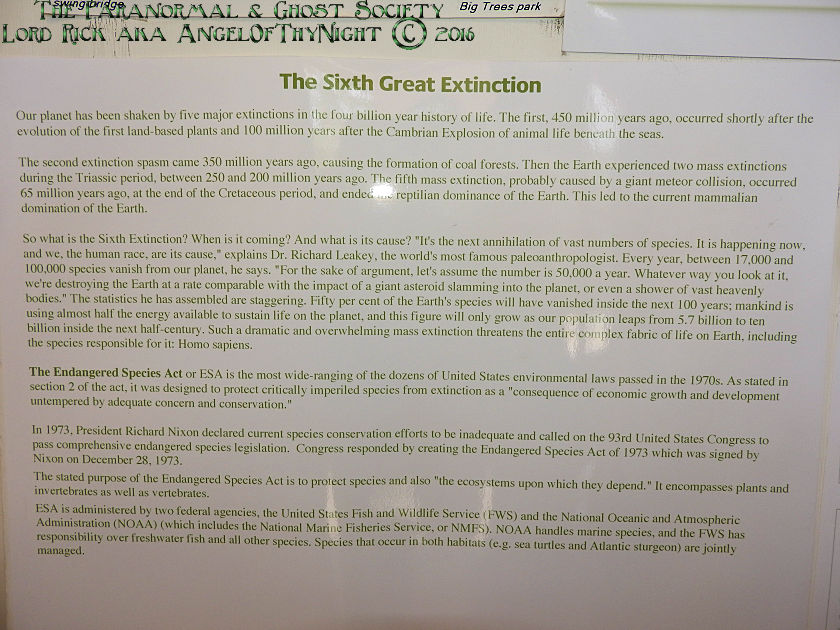 swing bridge
Big Trees park
The Paranormal & Ghost Society
Lord Rick aka AngelOfThyNight © 2016
The Sixth Great Extinction
Our planet has been shaken by five major extinctions in the four billion year history of life. The first, 450 million years ago, occurred shortly after the
evolution of the first land-based plants and 100 million years after the Cambrian Explosion of animal life beneath the seas.
The second extinction spasm came 350 million years ago, causing the formation of coal forests. Then the Earth experienced two mass extinctions
during the Triassic period, between 250 and 200 million years ago. The fifth mass extinction, probably caused by a giant meteor collision, occurred
65 million years ago, at the end of the Cretaceous period, and ended the reptilian dominance of the Earth. This led to the current mammalian
domination of the Earth.
So what is the Sixth Extinction? When is it coming? And what is its cause? "It's the next annihilation of vast numbers of species. It is happening now,
and we, the human race, are its cause," explains Dr. Richard Leakey, the world's most famous paleoanthropologist. Every year, between 17,000 and
100,000 species vanish from our planet, he says. "For the sake of argument, let's assume the number is 50,000 a year. Whatever way you look at it,
we're destroying the Earth at a rate comparable with the impact of a giant asteroid slamming into the planet, or even a shower of vast heavenly
bodies." The statistics he has assembled are staggering. Fifty per cent of the Earth's species will have vanished inside the next 100 years; mankind is
using almost half the energy available to sustain life on the planet, and this figure will only grow as our population leaps from 5.7 billion to ten
billion inside the next half-century. Such a dramatic and overwhelming mass extinction threatens the entire complex fabric of life on Earth, including
the species responsible for it: Homo sapiens.
The Endangered Species Act or ESA is the most wide-ranging of the dozens of United States environmental laws passed in the 1970s. As stated in
section 2 of the act, it was designed to protect critically imperiled species from extinction as a "consequence of economic growth and development
untempered by adequate concern and conservation."
In 1973, President Richard Nixon declared current species conservation efforts to be inadequate and called on the 93rd United States Congress to
pass comprehensive endangered species legislation. Congress responded by creating the Endangered Species Act of 1973 which was signed by
Nixon on December 28, 1973.
The stated purpose of the Endangered Species Act is to protect species and also "the ecosystems upon which they depend." It encompasses plants and
invertebrates as well as vertebrates.
ESA is administered by two federal agencies, the United States Fish and Wildlife Service (FWS) and the National Oceanic and Atmospheric
Administration (NOAA) (which includes the National Marine Fisheries Service, or NMFS). NOAA handles marine species, and the FWS has
responsibility over freshwater fish and all other species. Species that occur in both habitats (e.g. sea turtles and Atlantic sturgeon) are jointly
managed.